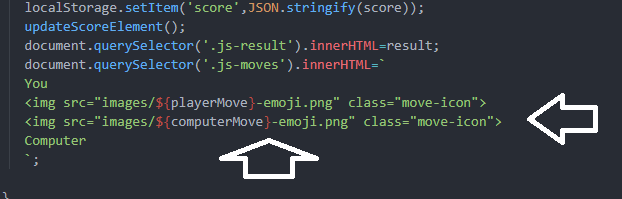 localStorage.setItem('score',JSON.stringify(score));
updateScoreElement();
document.querySelector('.js-result').innerHTML=result;
document.querySelector('.js-moves').innerHTML=`
You
<img src="images/${playerMove}-emoji.png" class="move-icon">
<img src="images/${computerMove}-emoji.png" class="move-icon">
Computer
`;
}